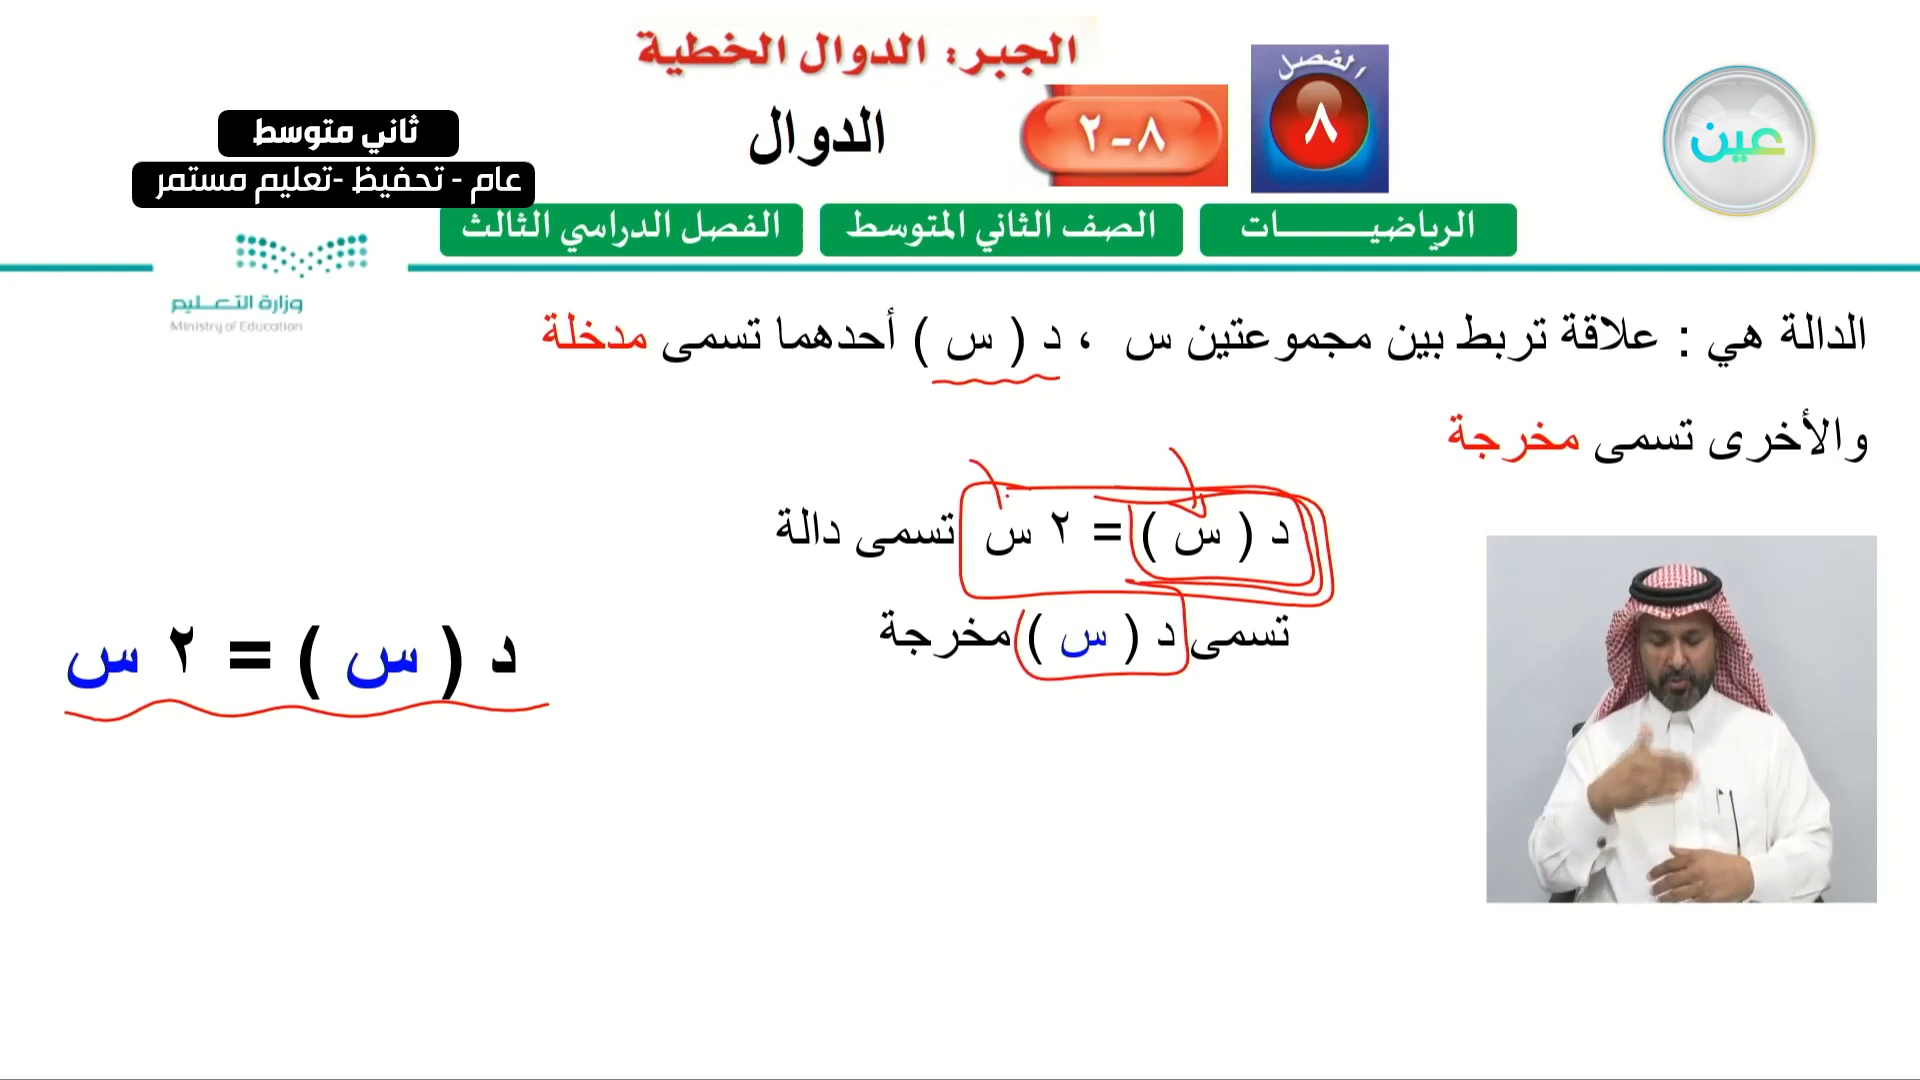 الجبر: الدوال الخطية
الفصل
٨
٨-٢
الدوال
عين
ثاني متوسط
عام - تحفيظ -تعليم مستمر
الرياضيـــــــــات
الصف الثاني المتوسط
الفصل الدراسي الثالث
وزارة التعـــليم
Ministry of Education
الدالة هي : علاقة تربط بين مجموعتين س ، د ( س ) أحدهما تسمى مدخلة
والأخرى تسمى مخرجة
د ( س ) = ٢ س تسمى دالة
تسمى د ( س ) مخرجة
د ( س ) = ٢ س